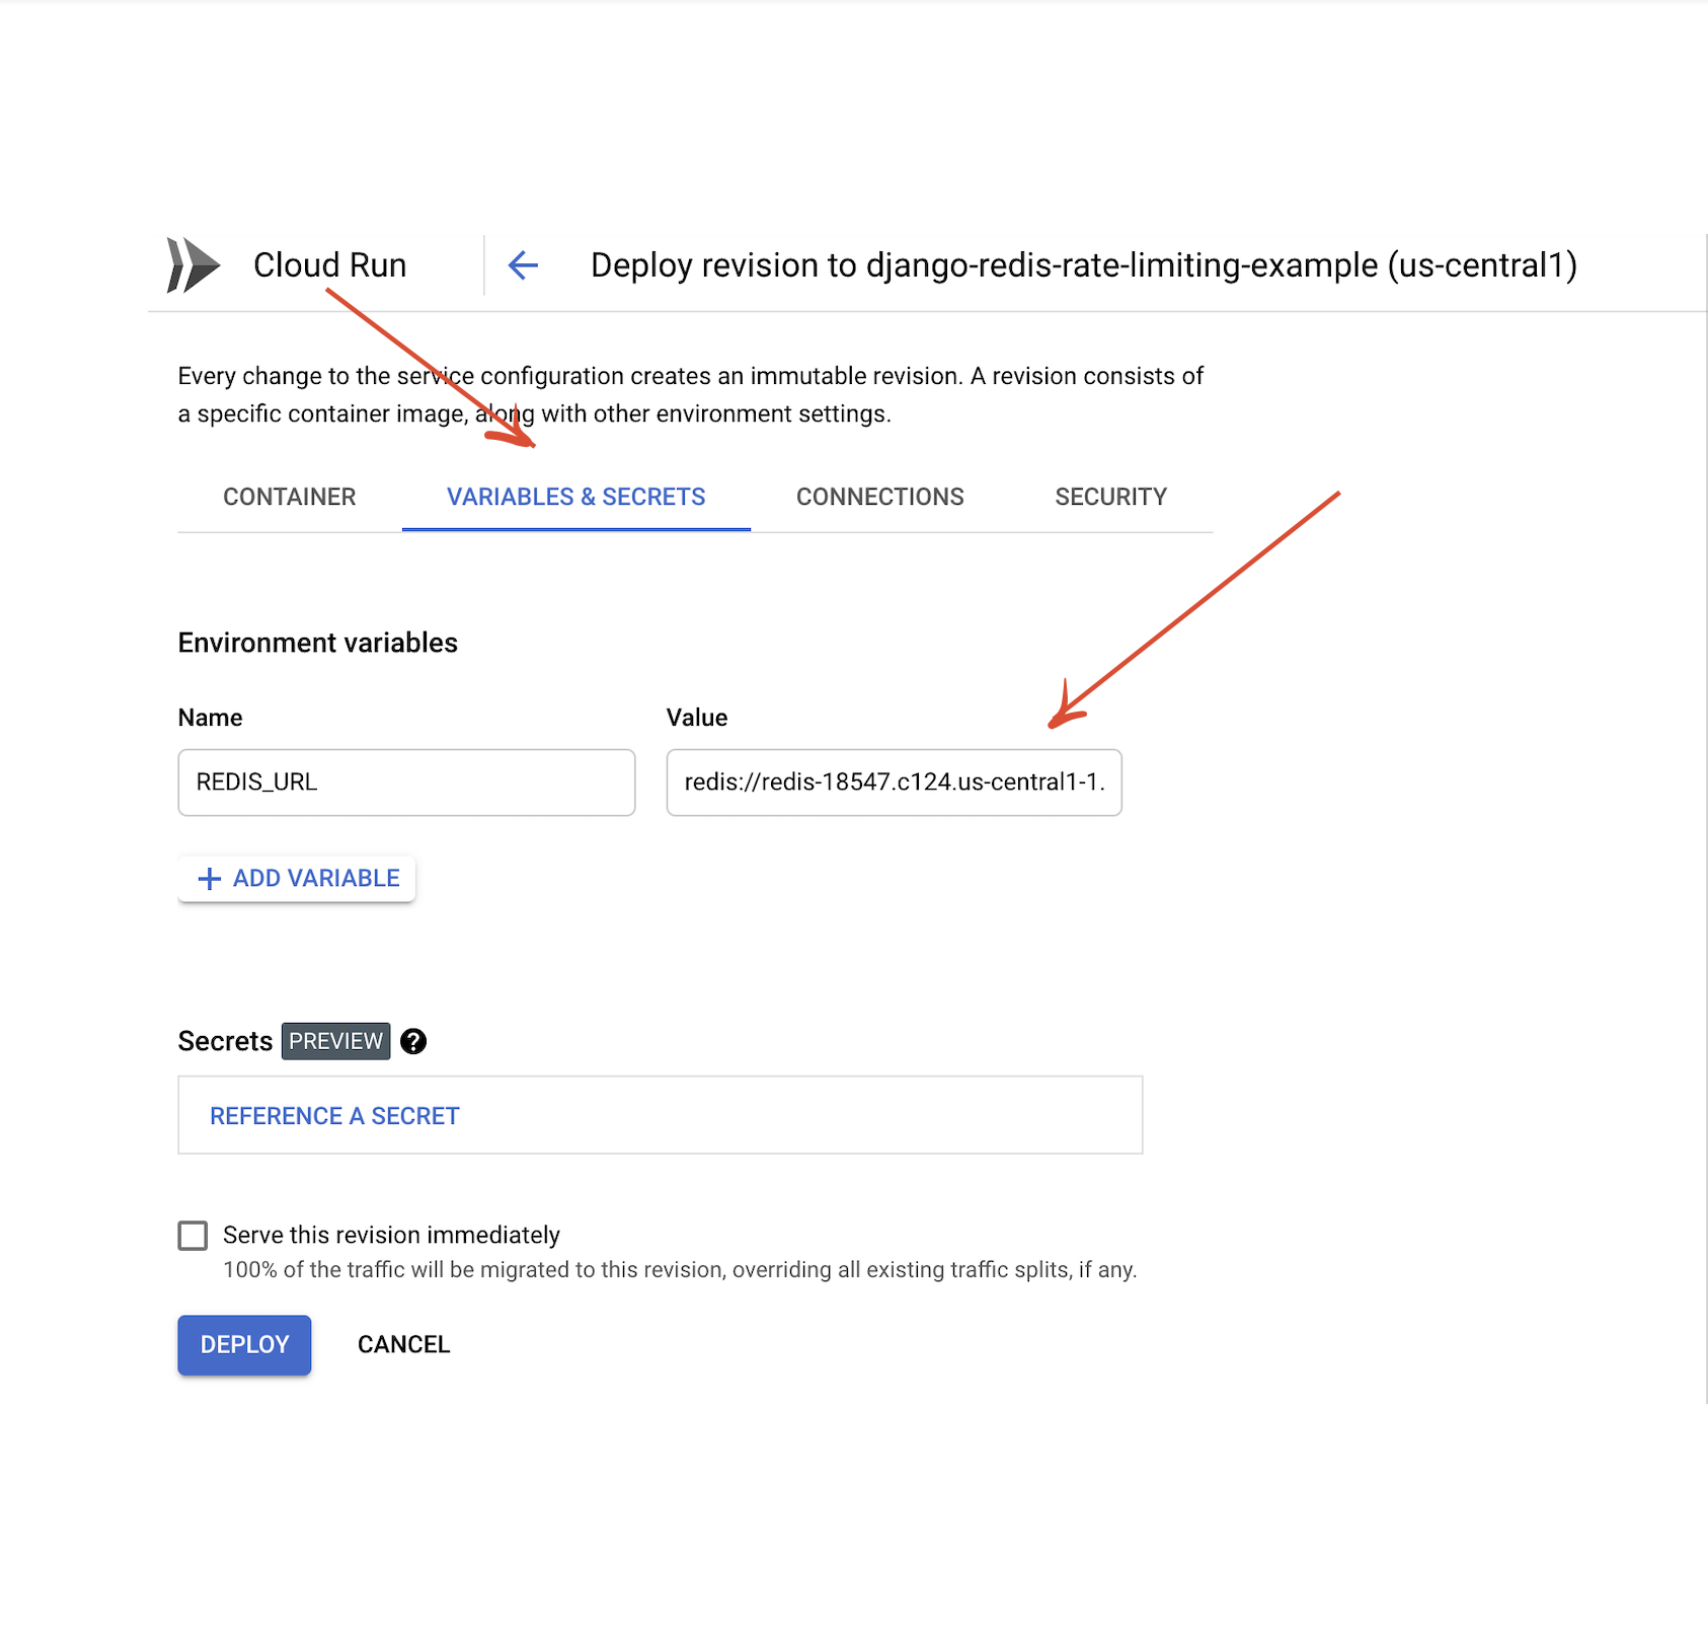 Cloud Run
Deploy revision to django-redis-rate-limiting-example (us-central1)
Every change to the service configuration creates an immutable revision. A revision consists of
a specific container image, along with other environment settings.
CONTAINER VARIABLES & SECRETS CONNECTIONS SECURITY
Environment variables
Name Value
REDIS_URL redis://redis-18547.c124.us-central1-1.
+ ADD VARIABLE
Secrets PREVIEW ?
REFERENCE A SECRET
Serve this revision immediately
100% of the traffic will be migrated to this revision, overriding all existing traffic splits, if any.
DEPLOY CANCEL